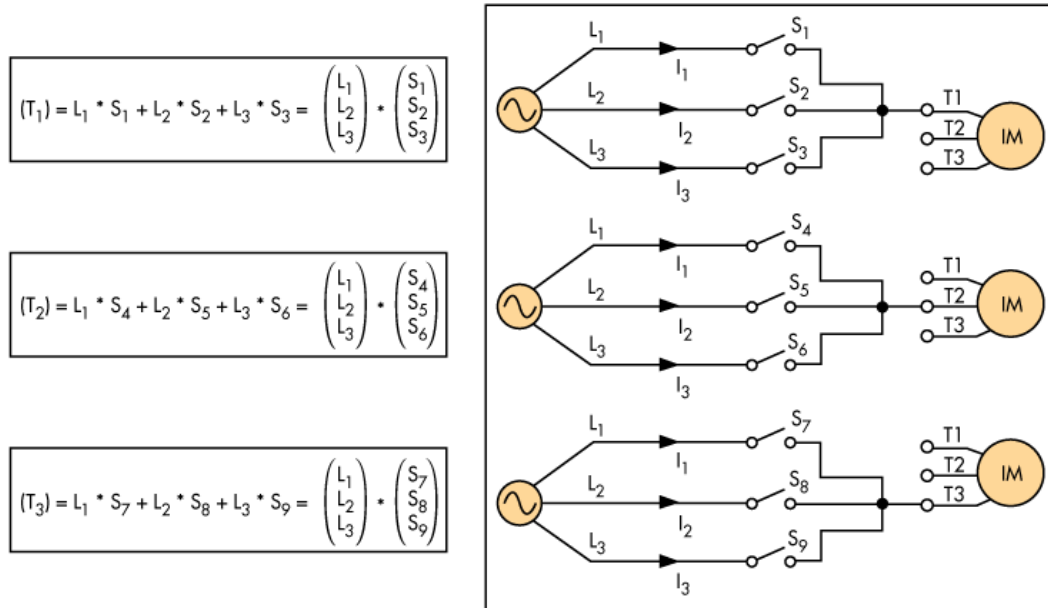 (T₁) = L₁ * S₁ + L₂ * S₂ + L₃ * S₃ = (L₁ L₂ L₃) * (S₁ S₂ S₃)
L₁ I₁ S₁
L₂ I₂ S₂
L₃ I₃ S₃
T1
T2
T3
IM
(T₂) = L₁ * S₄ + L₂ * S₅ + L₃ * S₆ = (L₁ L₂ L₃) * (S₄ S₅ S₆)
L₁ I₁ S₄
L₂ I₂ S₅
L₃ I₃ S₆
T1
T2
T3
IM
(T₃) = L₁ * S₇ + L₂ * S₈ + L₃ * S₉ = (L₁ L₂ L₃) * (S₇ S₈ S₉)
L₁ I₁ S₇
L₂ I₂ S₈
L₃ I₃ S₉
T1
T2
T3
IM